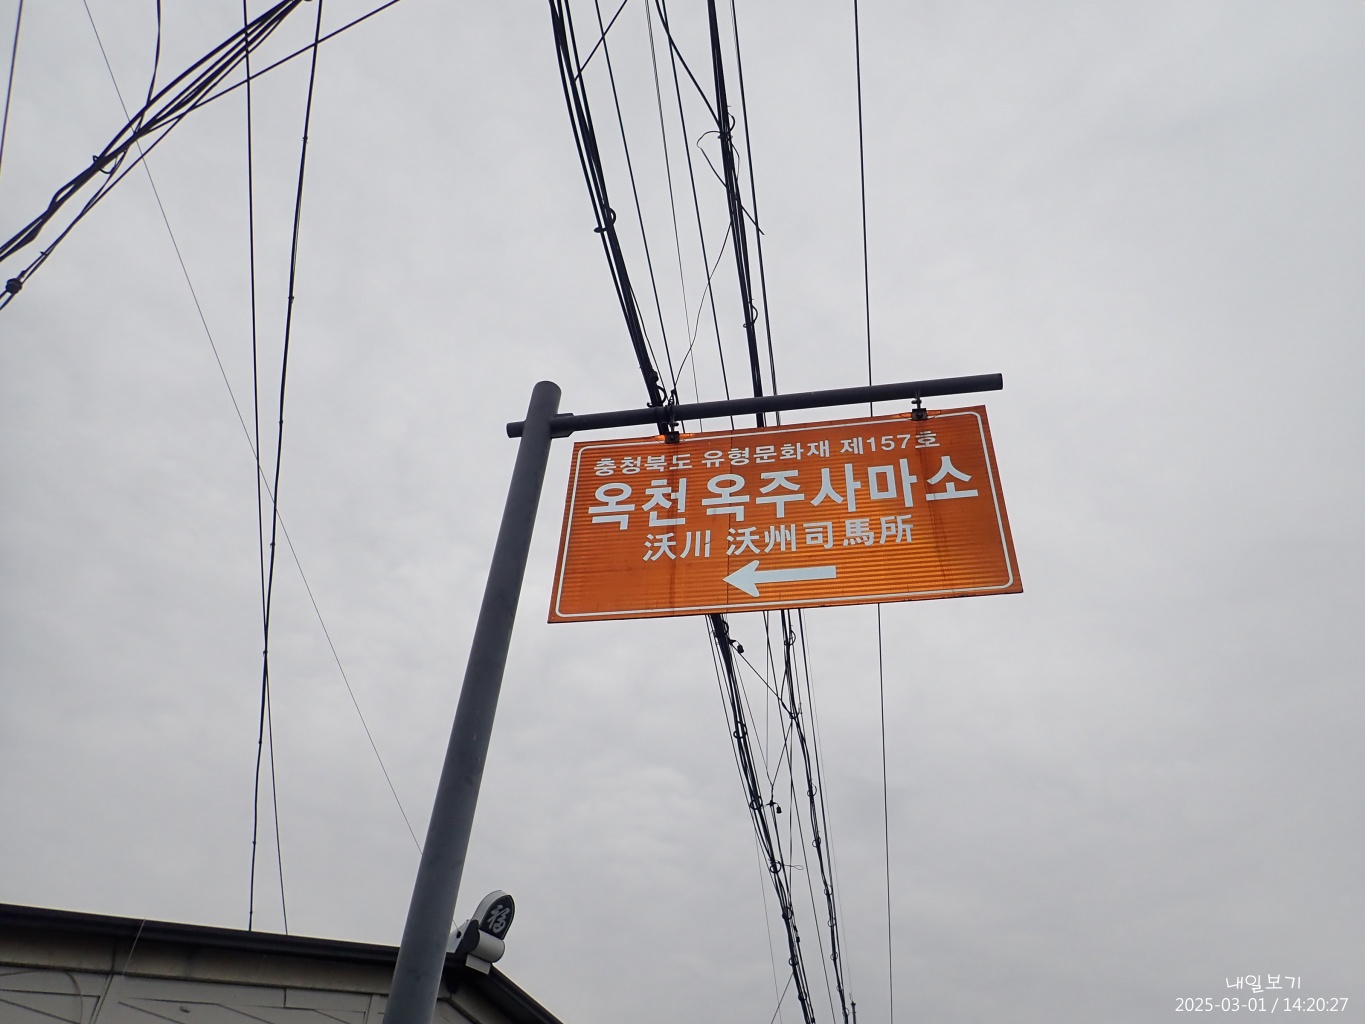 충청북도 유형문화재 제157호
옥천 옥주사마소
沃川 沃州司馬所
福
내일보기
2025-03-01 / 14:20:27